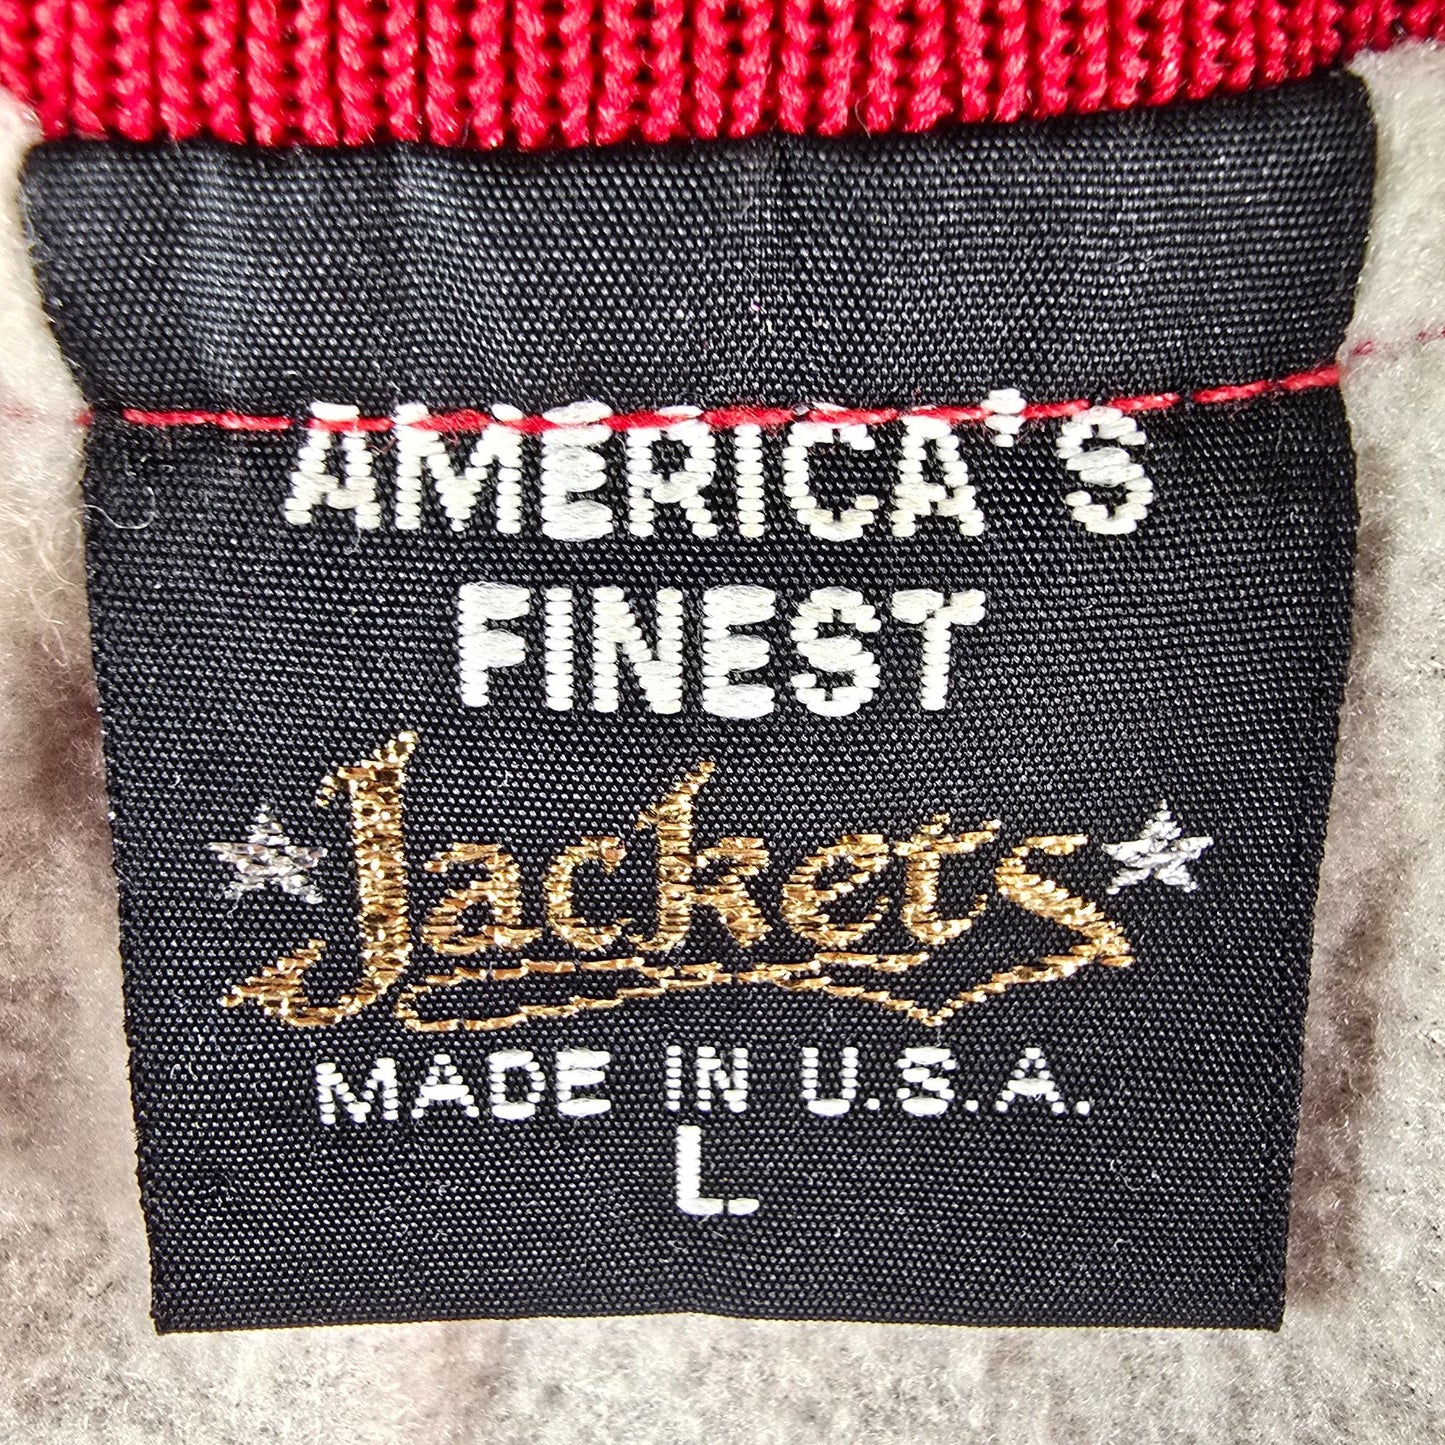 AMERICA'S
FINEST
Jackets
MADE IN U.S.A.
L